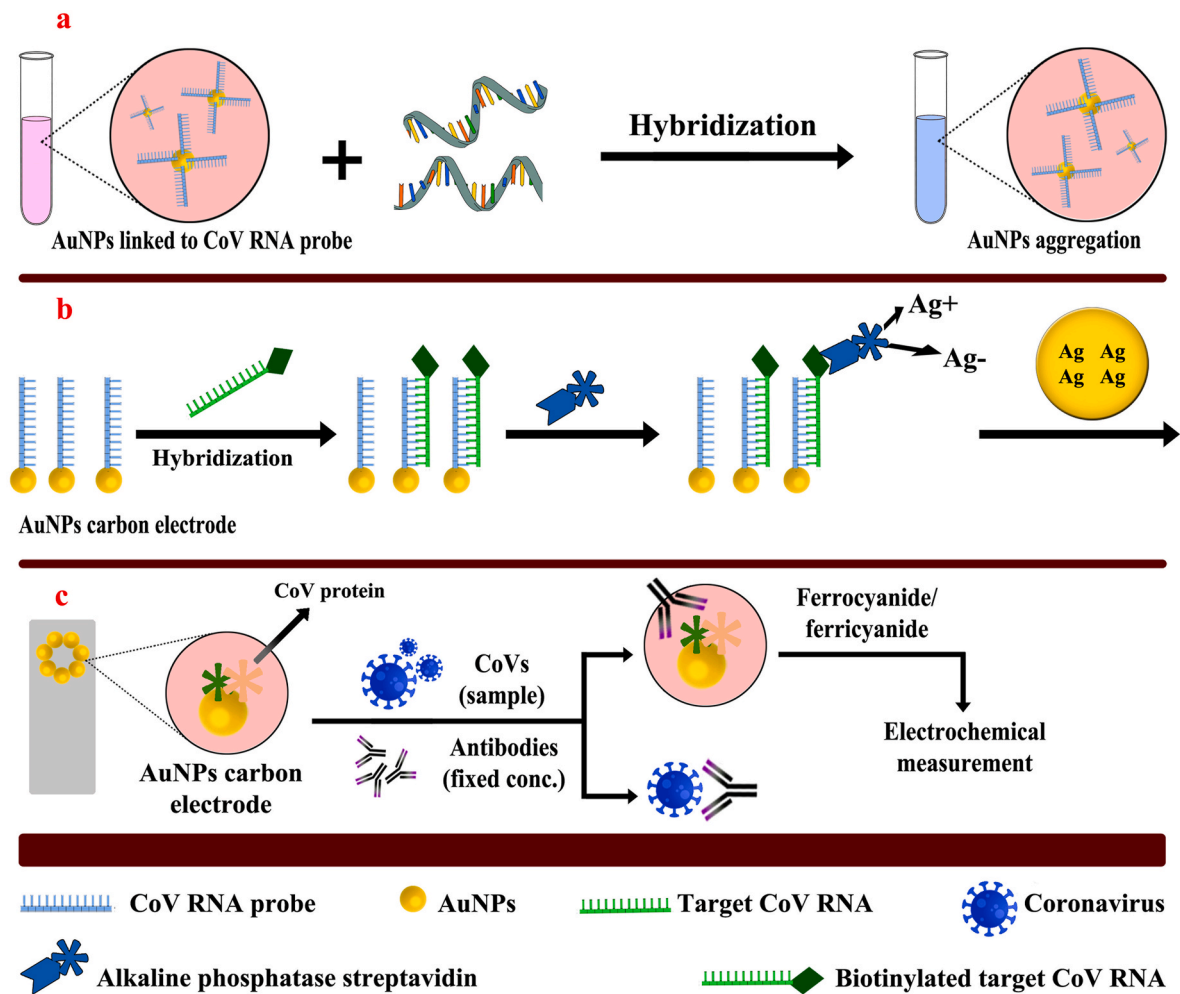 a
Hybridization
AuNPs linked to CoV RNA probe
AuNPs aggregation
b
Ag+
Ag-
Ag Ag
Ag Ag
Hybridization
AuNPs carbon electrode
c
CoV protein
CoVs
(sample)
Antibodies
(fixed conc.)
AuNPs carbon
electrode
Ferrocyanide/
ferricyanide
Electrochemical
measurement
CoV RNA probe
AuNPs
Target CoV RNA
Coronavirus
Alkaline phosphatase streptavidin
Biotinylated target CoV RNA